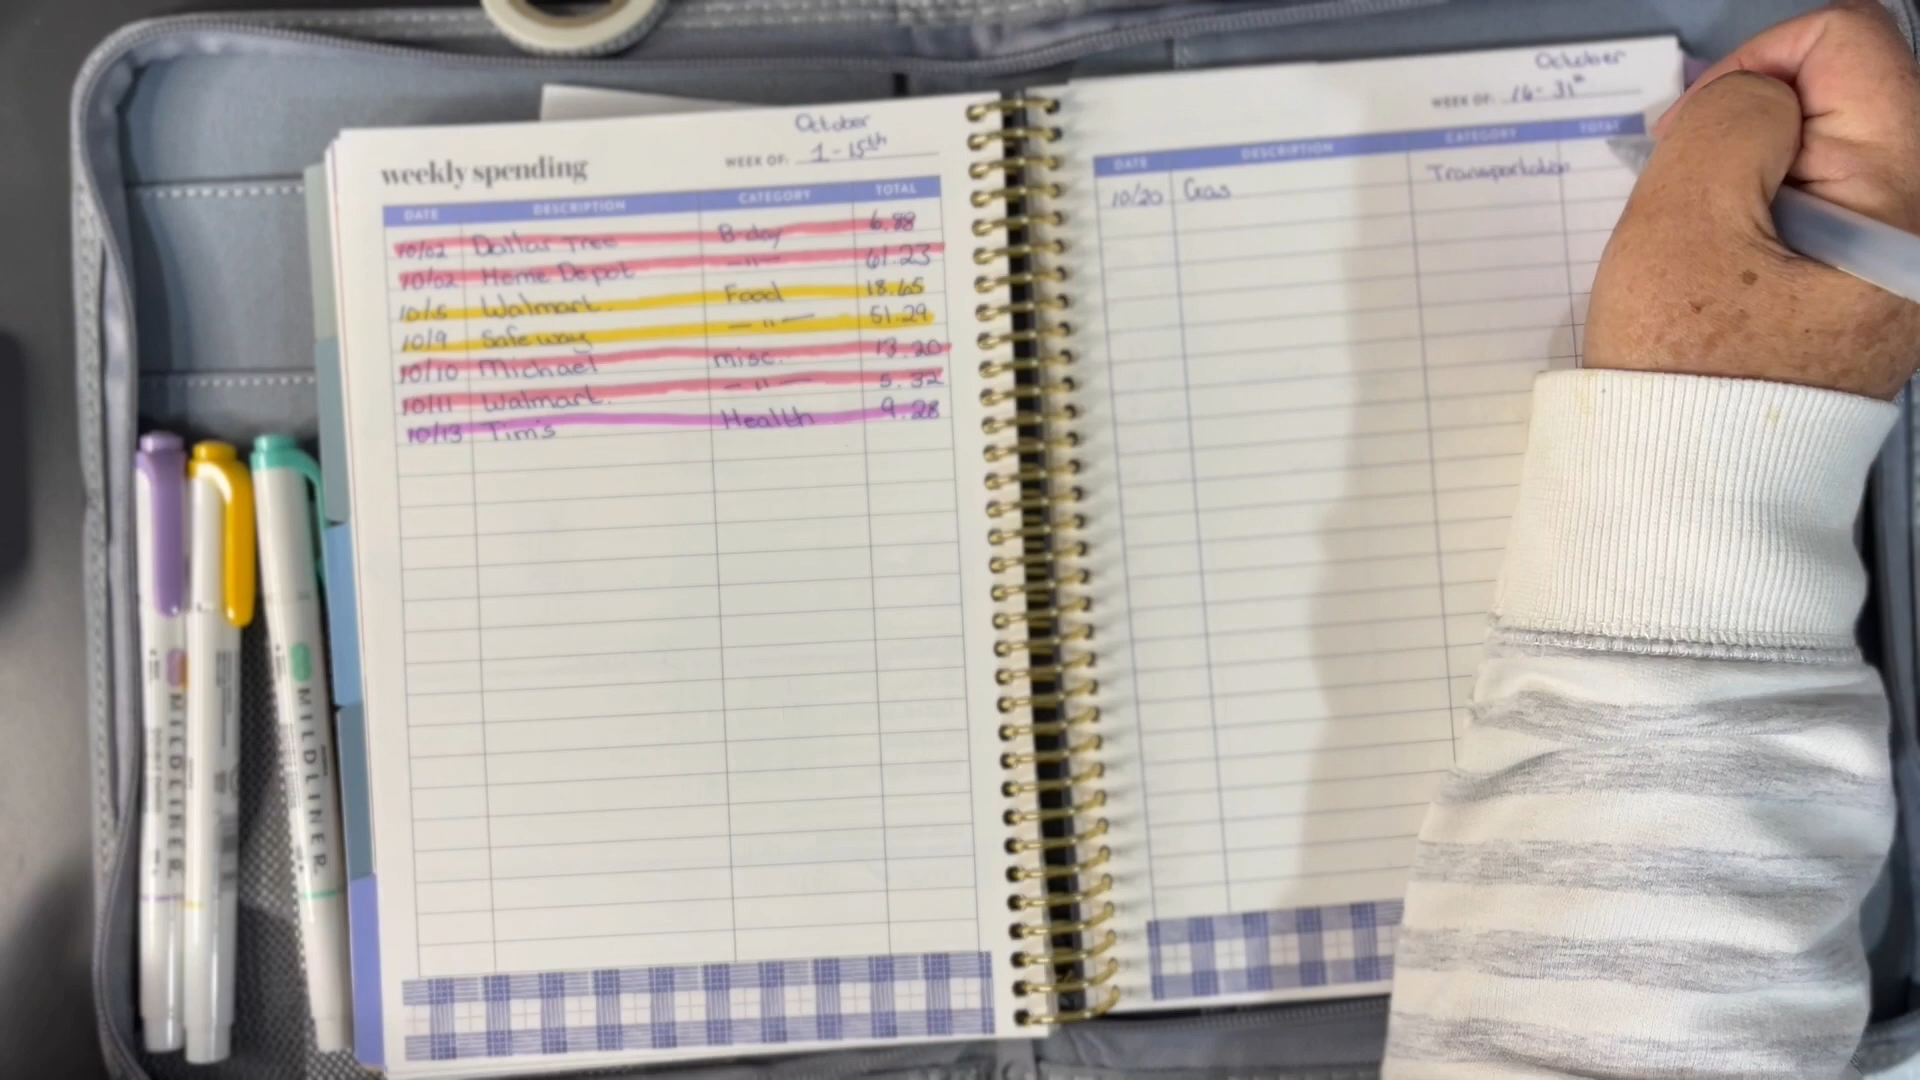 October
weekly spending WEEK OF: 1-15th
DATE DESCRIPTION CATEGORY TOTAL
10/02 Dollar Tree B-day 6.88
10/02 Home Depot —"— 61.23
10/5 Walmart. Food 18.65
10/9 Safeway —"— 51.29
10/10 Michael misc. 13.20
10/11 Walmart. —"— 5.32
10/13 Tim's Health 9.28
October
WEEK OF: 16-31st
DATE DESCRIPTION CATEGORY TOTAL
10/20 Gas Transportation
MILDLINER
MILDLINER